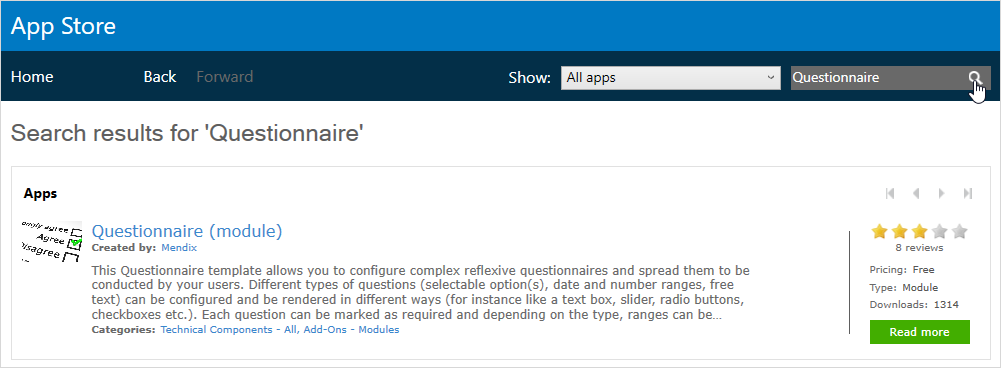 App Store
Home Back Forward Show: All apps Questionnaire
Search results for 'Questionnaire'
Apps
Agree
Disagree
agree
Questionnaire (module)
Created by: Mendix
This Questionnaire template allows you to configure complex reflexive questionnaires and spread them to be
conducted by your users. Different types of questions (selectable option(s), date and number ranges, free
text) can be configured and be rendered in different ways (for instance like a text box, slider, radio buttons,
checkboxes etc.). Each question can be marked as required and depending on the type, ranges can be...
Categories: Technical Components - All, Add-Ons - Modules
8 reviews
Pricing: Free
Type: Module
Downloads: 1314
Read more